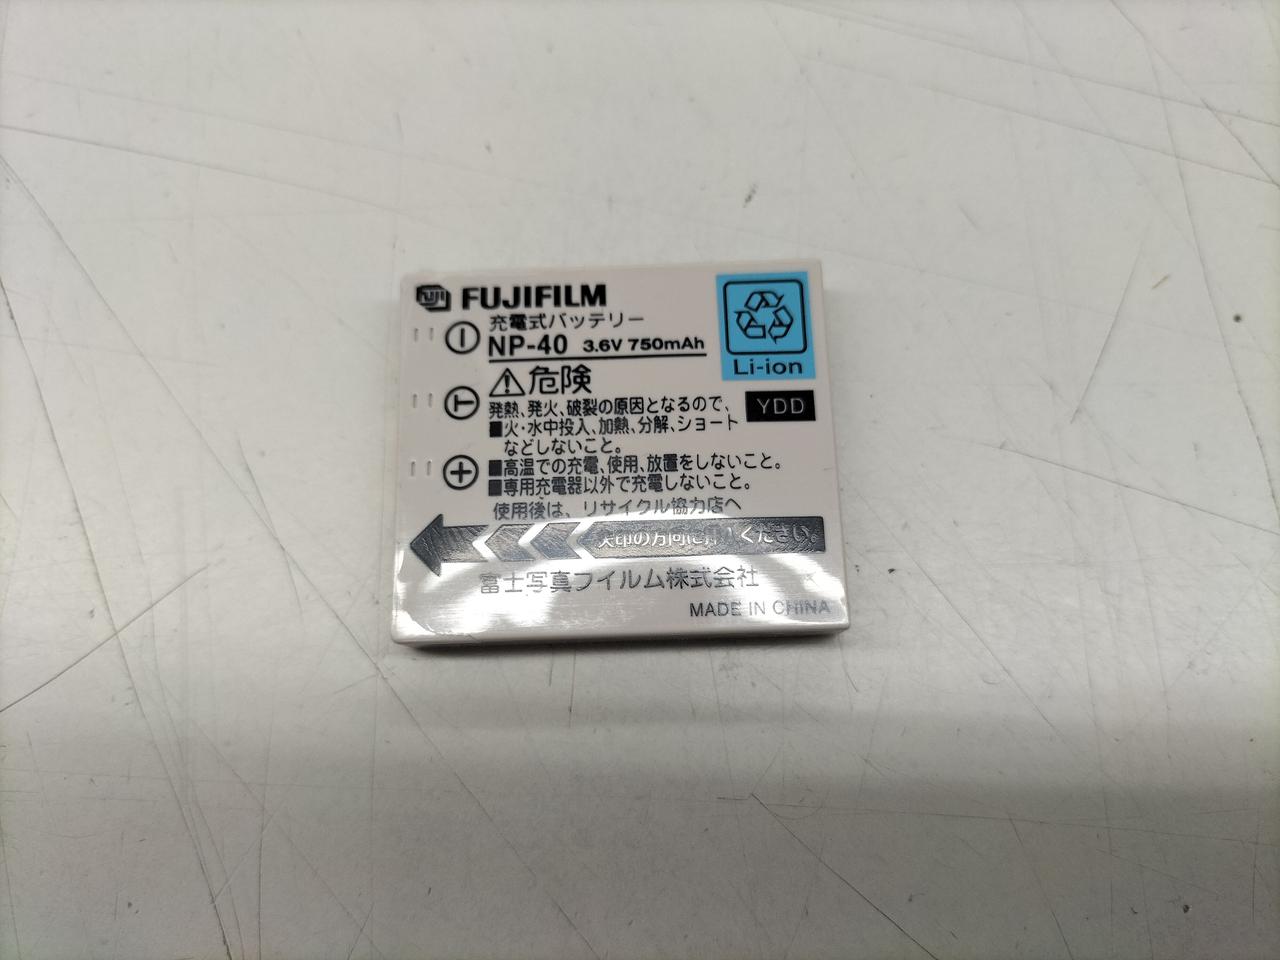 FUJI FUJIFILM
充電式バッテリー
NP-40 3.6V 750mAh
Li-ion
危険
YDD
発熱、発火、破裂の原因となるので、
■火・水中投入、加熱、分解、ショート
などしないこと。
■高温での充電、使用、放置をしないこと。
■専用充電器以外で充電しないこと。
使用後は、リサイクル協力店へ
矢印の方向に ください。
富士写真フイルム株式会社
MADE IN CHINA